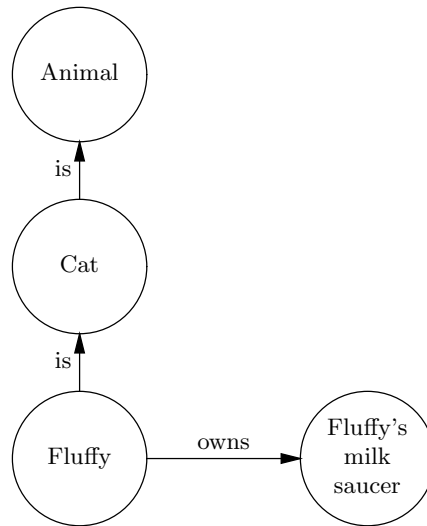 Animal
is
Cat
is
Fluffy
owns
Fluffy's
milk
saucer